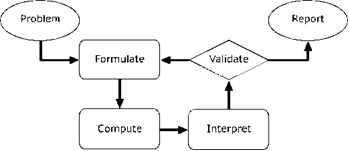 Problem
Report
Formulate
Validate
Compute
Interpret